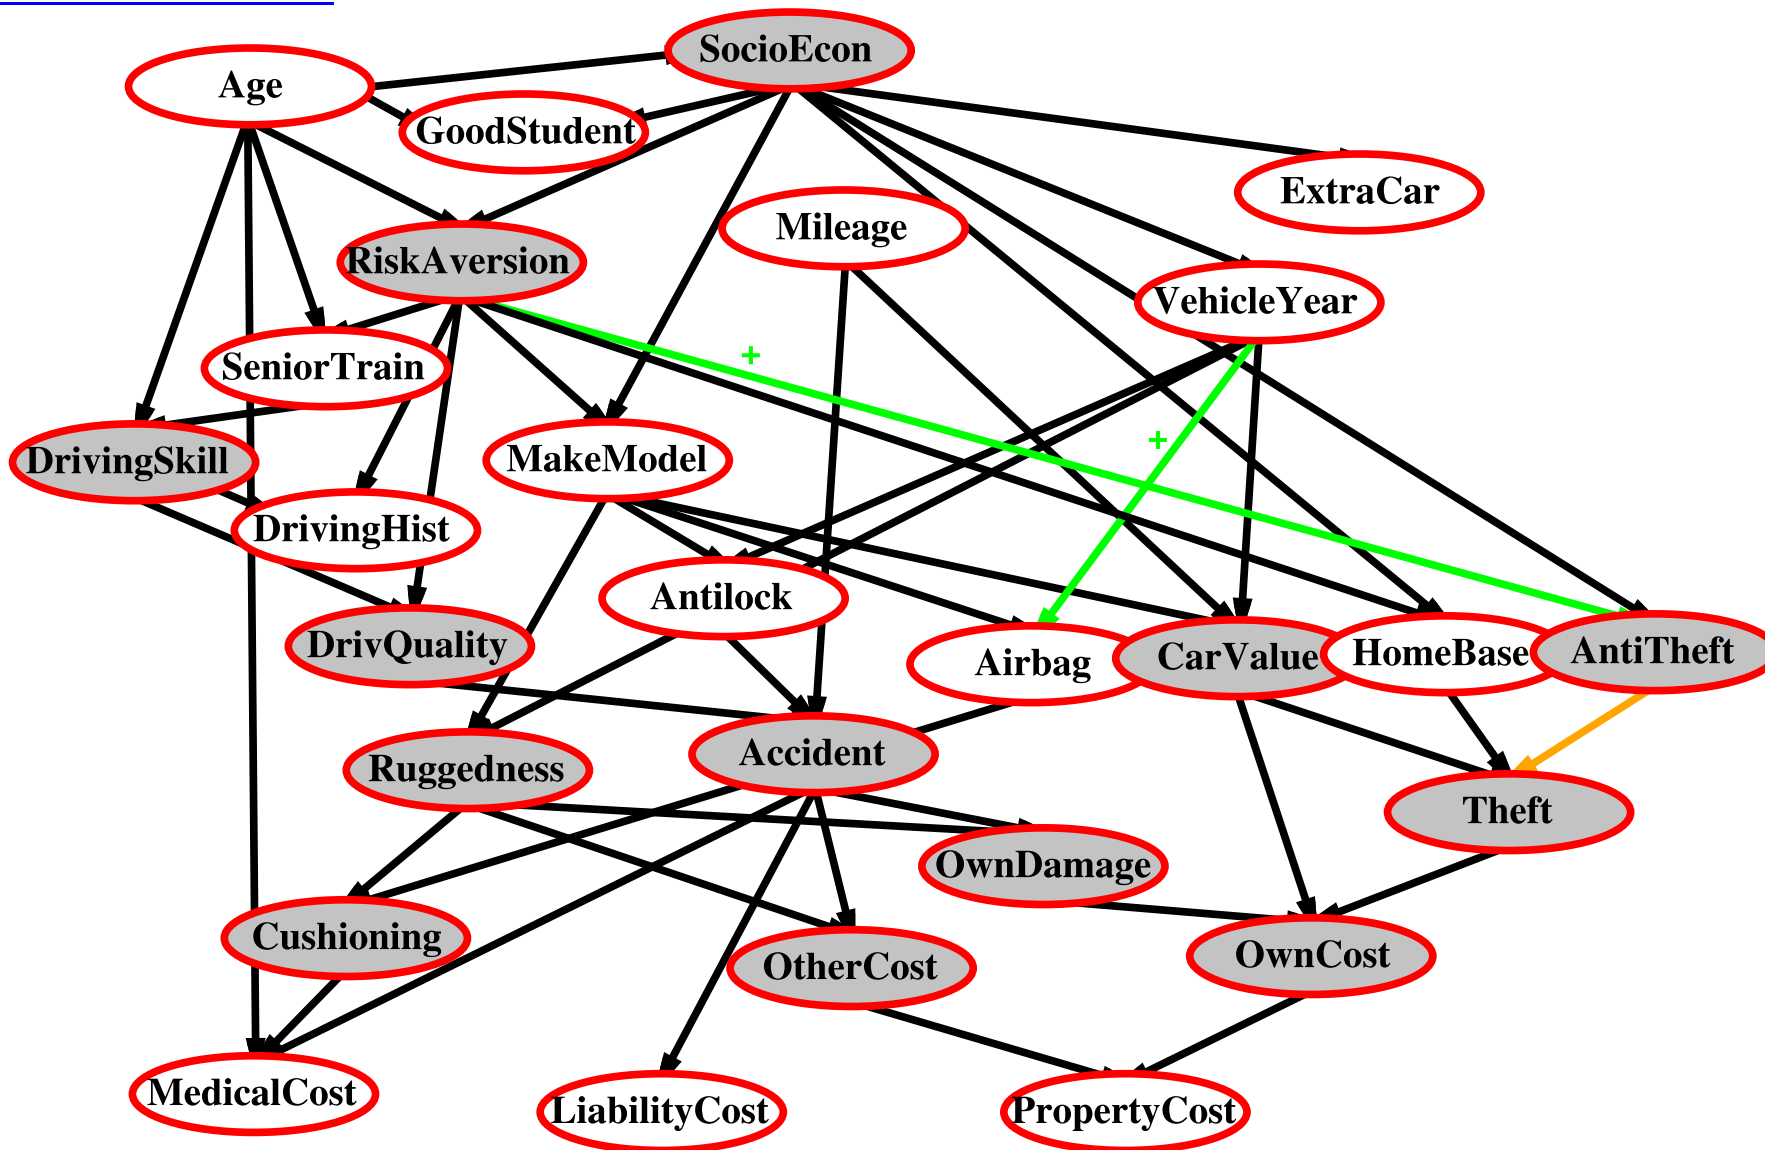 SocioEcon
Age
GoodStudent
ExtraCar
Mileage
RiskAversion
VehicleYear
+
SeniorTrain
+
DrivingSkill
MakeModel
DrivingHist
Antilock
DrivQuality
Airbag
CarValue
HomeBase
AntiTheft
Ruggedness
Accident
Theft
OwnDamage
Cushioning
OtherCost
OwnCost
MedicalCost
LiabilityCost
PropertyCost